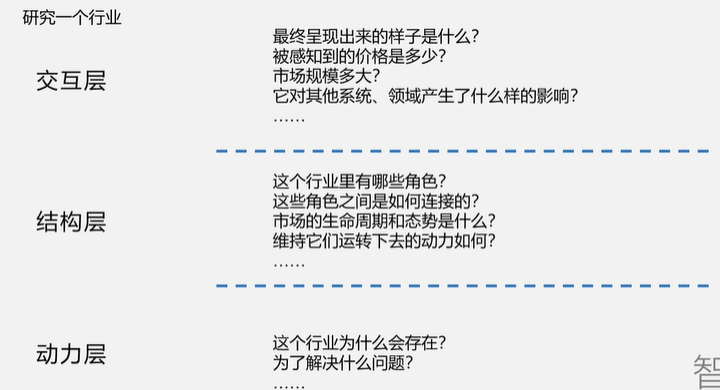 研究一个行业
交互层
最终呈现出来的样子是什么?
被感知到的价格是多少?
市场规模多大?
它对其他系统、领域产生了什么样的影响?
……
结构层
这个行业里有哪些角色?
这些角色之间是如何连接的?
市场的生命周期和态势是什么?
维持它们运转下去的动力如何?
……
动力层
这个行业为什么会存在?
为了解决什么问题?
……
智